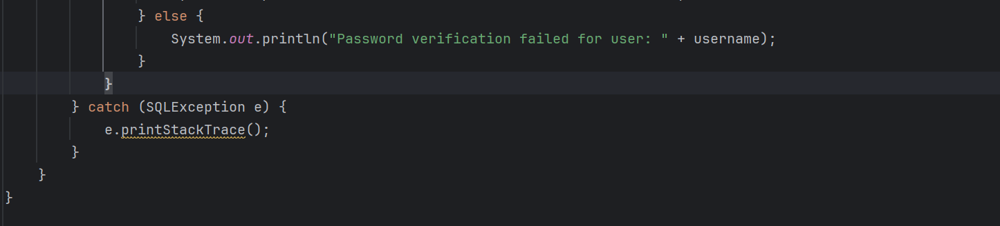 } else {
System.out.println("Password verification failed for user: " + username);
}
}
} catch (SQLException e) {
e.printStackTrace();
}
}
}